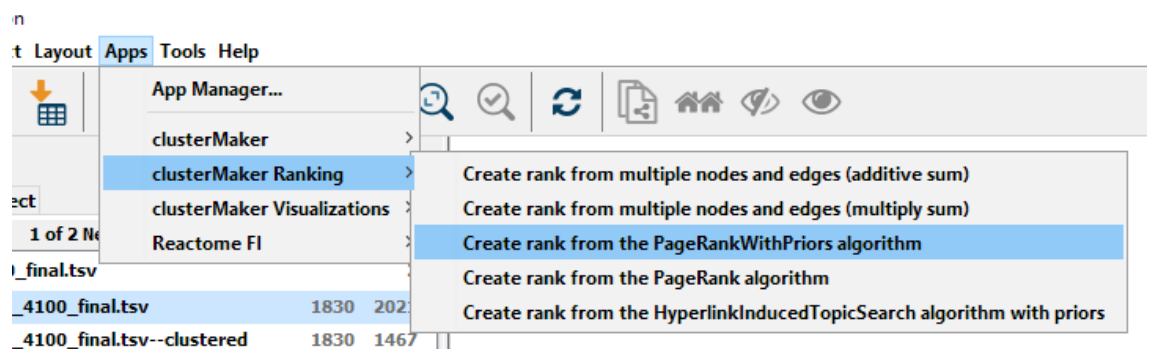 on
ct Layout Apps Tools Help
App Manager...
clusterMaker
clusterMaker Ranking
clusterMaker Visualizations
Reactome FI
Create rank from multiple nodes and edges (additive sum)
Create rank from multiple nodes and edges (multiply sum)
Create rank from the PageRankWithPriors algorithm
Create rank from the PageRank algorithm
Create rank from the HyperlinkInducedTopicSearch algorithm with priors
ect
1 of 2 Ne
_final.tsv
_4100_final.tsv 1830 202
_4100_final.tsv--clustered 1830 1467